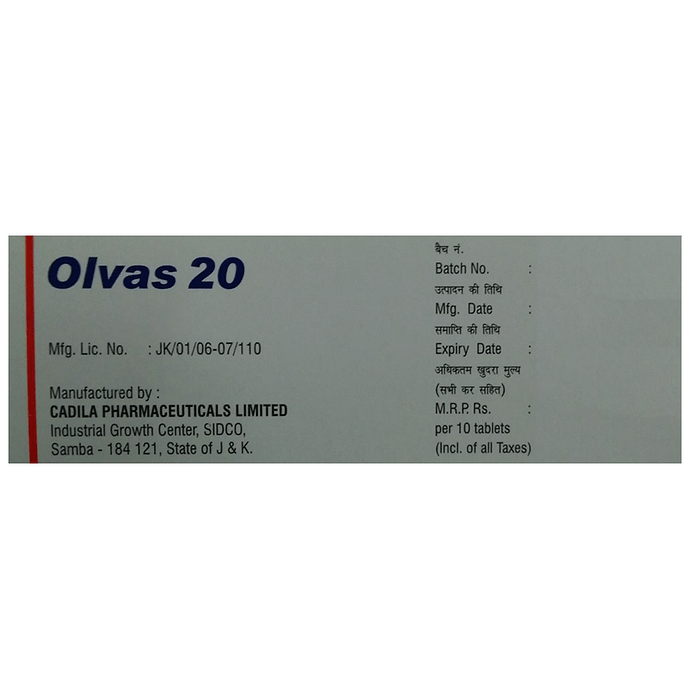 Olvas 20
Mfg. Lic. No. : JK/01/06-07/110
Manufactured by :
CADILA PHARMACEUTICALS LIMITED
Industrial Growth Center, SIDCO,
Samba - 184 121, State of J & K.
बैच नं.
Batch No. :
उत्पादन की तिथि
Mfg. Date :
समाप्ति की तिथि
Expiry Date :
अधिकतम खुदरा मुल्य
(सभी कर सहित)
M.R.P. Rs. :
per 10 tablets
(Incl. of all Taxes)